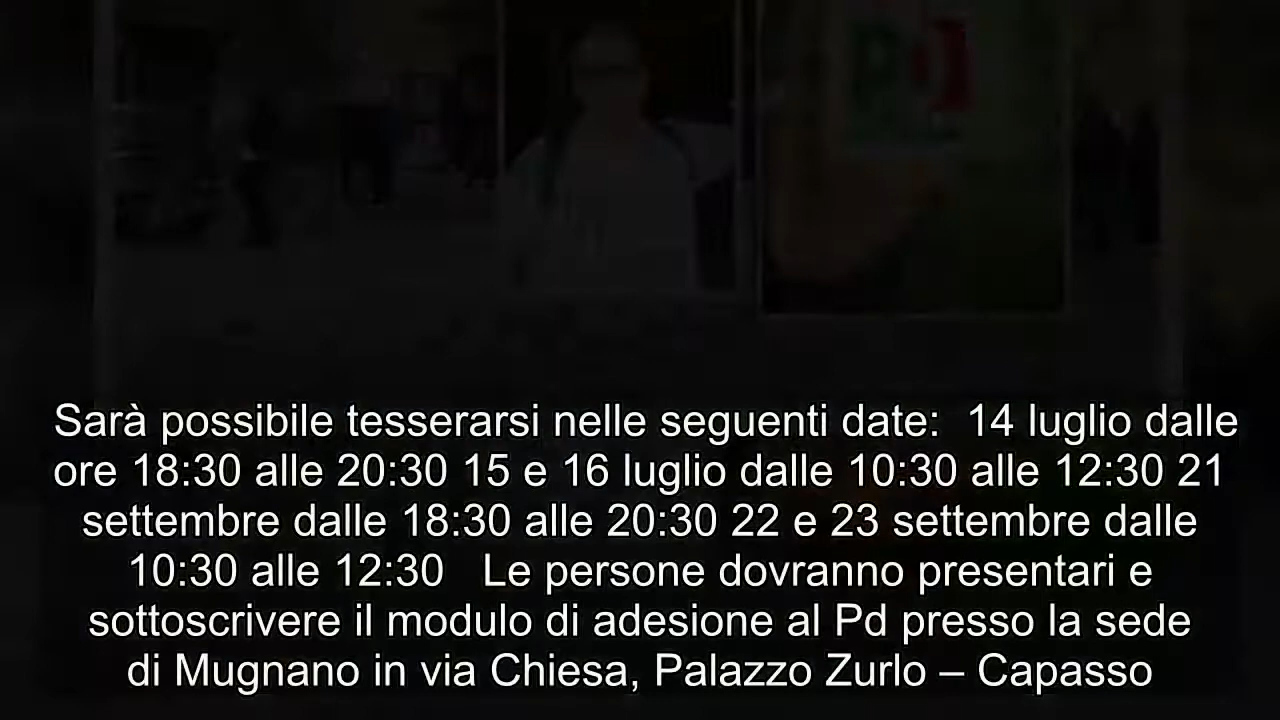 Sarà possibile tesserarsi nelle seguenti date:  14 luglio dalle
ore 18:30 alle 20:30 15 e 16 luglio dalle 10:30 alle 12:30 21
settembre dalle 18:30 alle 20:30 22 e 23 settembre dalle
10:30 alle 12:30   Le persone dovranno presentari e
sottoscrivere il modulo di adesione al Pd presso la sede
di Mugnano in via Chiesa, Palazzo Zurlo – Capasso